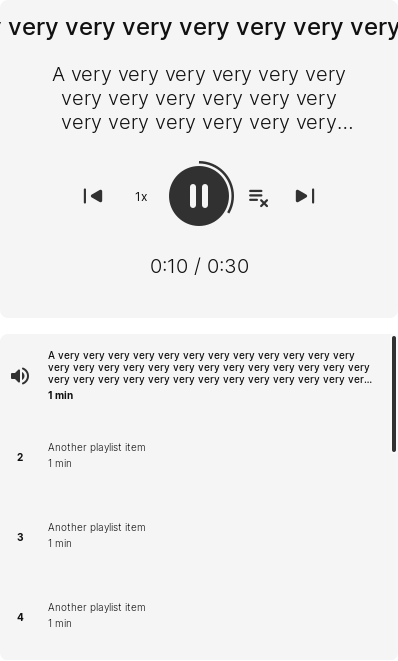 very very very very very very very
A very very very very very very
very very very very very very
very very very very very very...
1x
0:10 / 0:30
A very very very very very very very very very very very very
very very very very very very very very very very very very very
very very very very very very very very very very very very ver...
1 min
2
Another playlist item
1 min
3
Another playlist item
1 min
4
Another playlist item
1 min